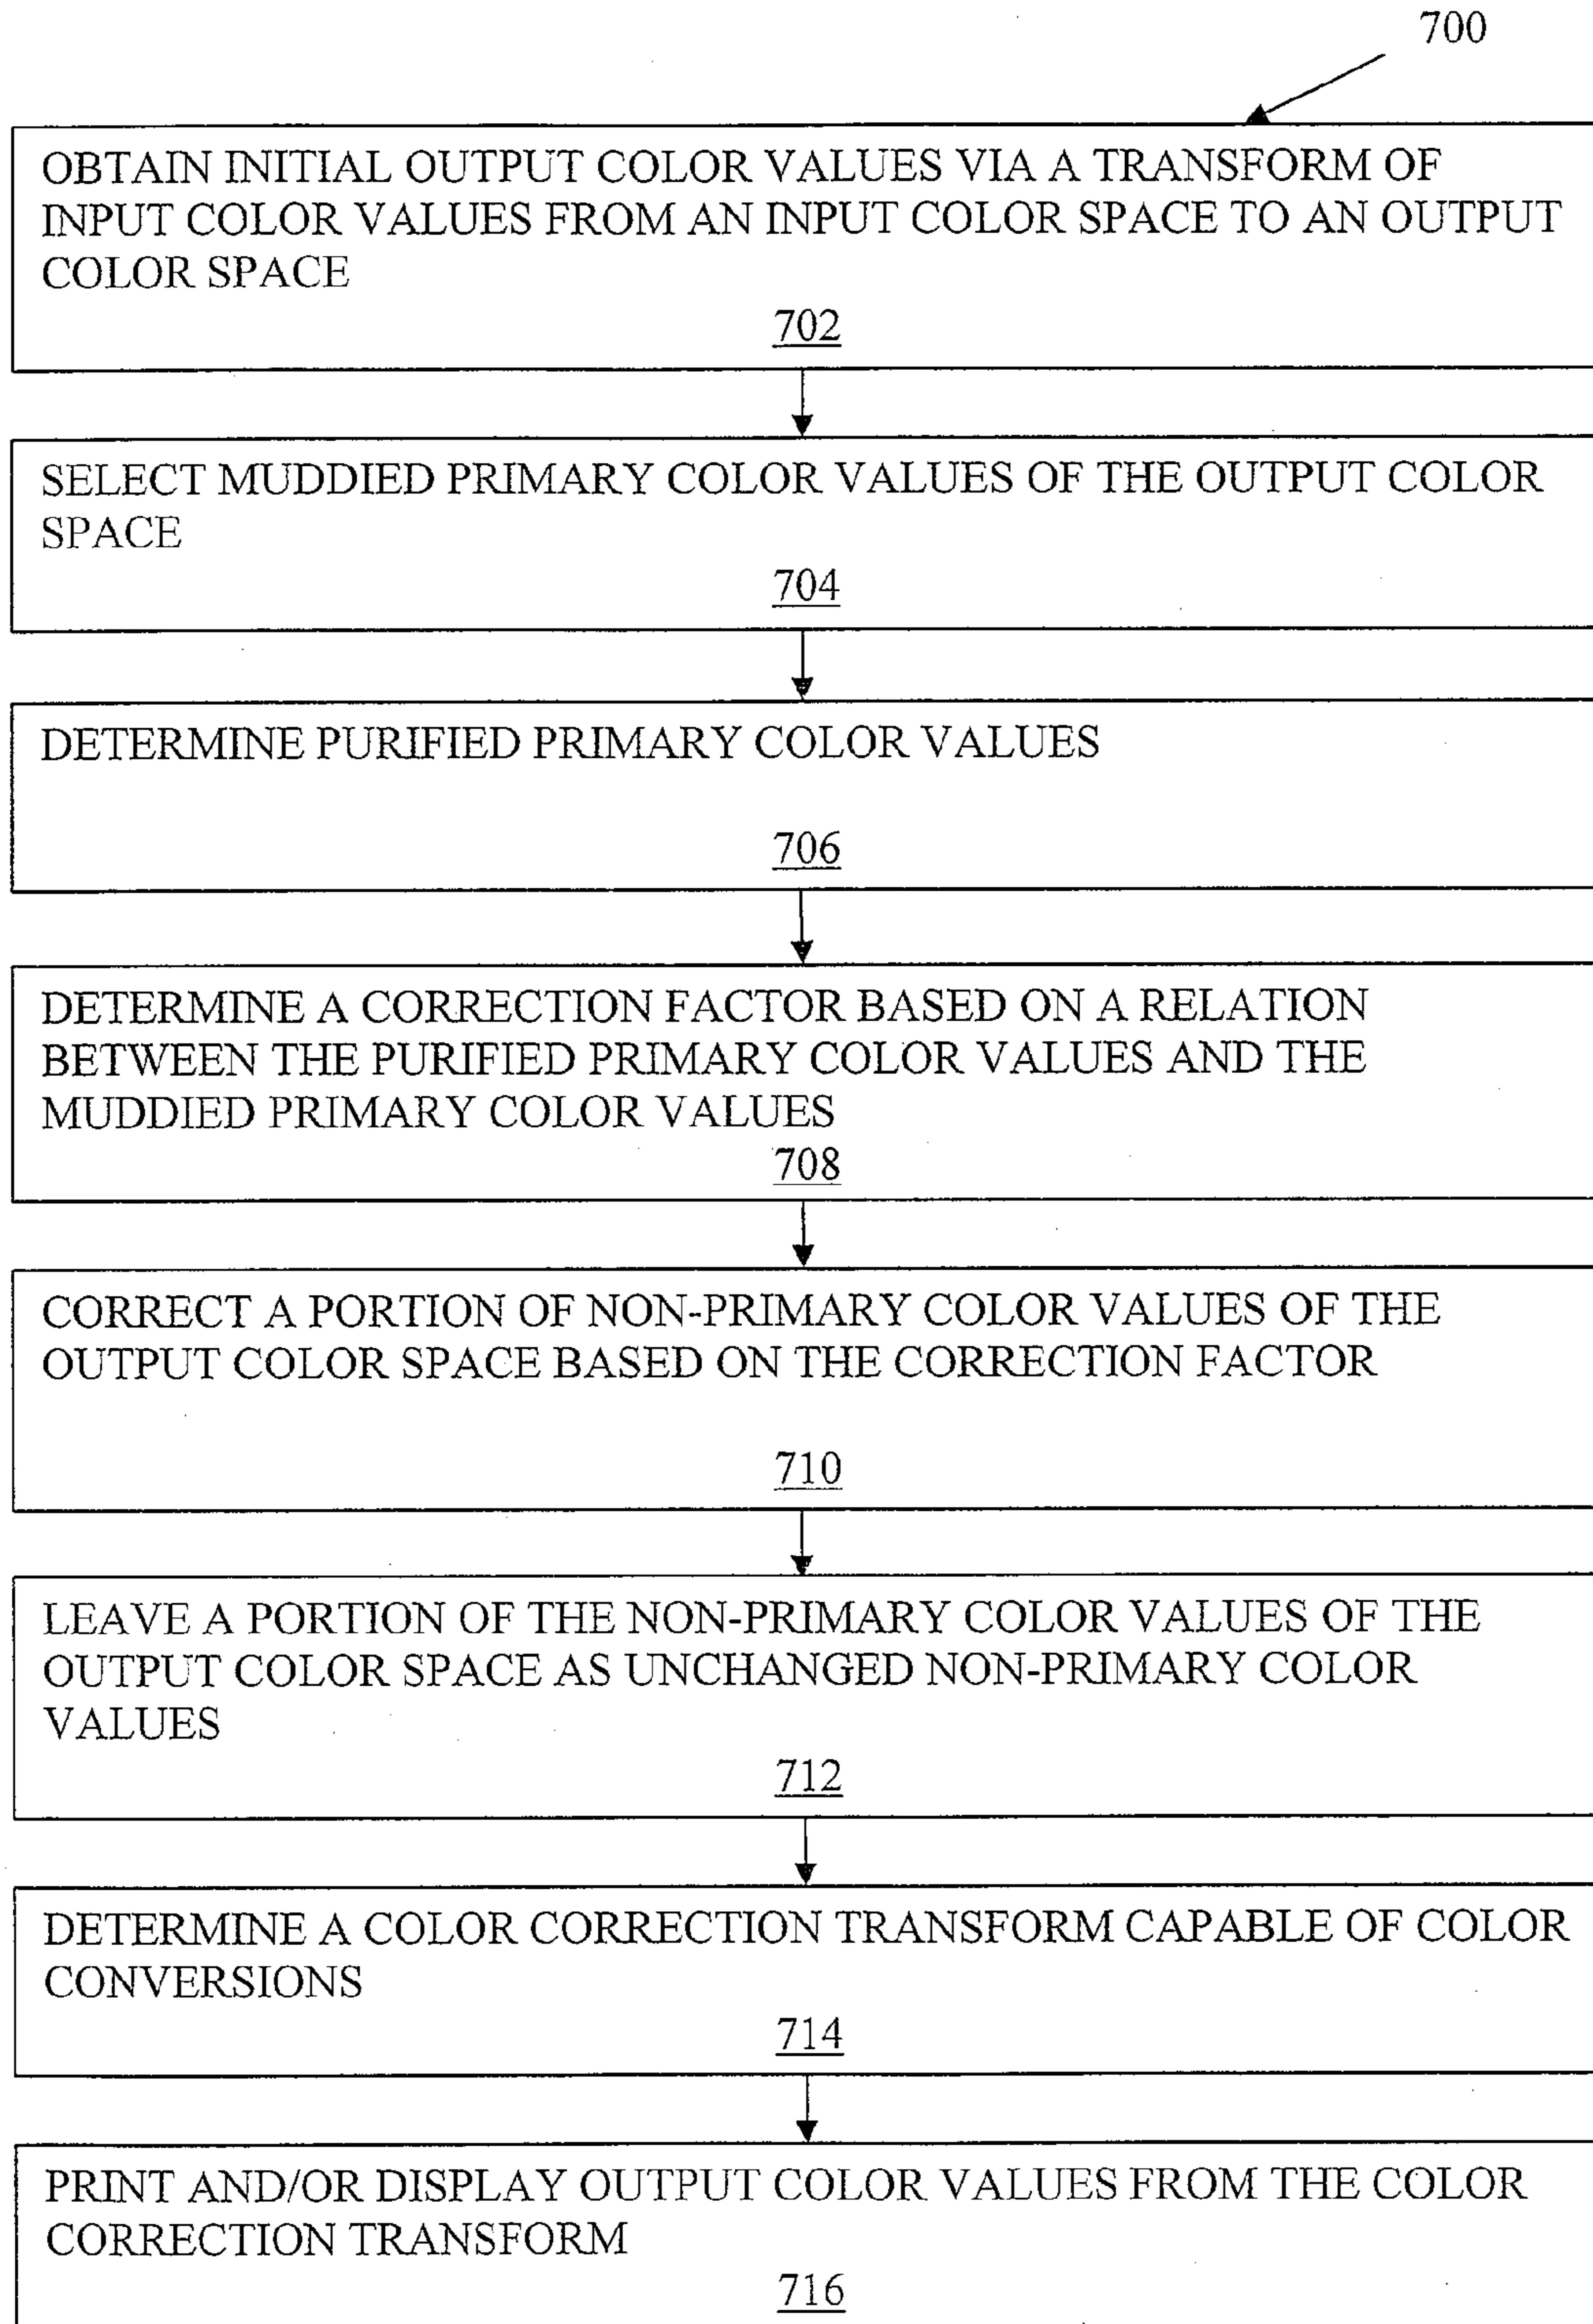 700
OBTAIN INITIAL OUTPUT COLOR VALUES VIA A TRANSFORM OF
INPUT COLOR VALUES FROM AN INPUT COLOR SPACE TO AN OUTPUT
COLOR SPACE
702
SELECT MUDDIED PRIMARY COLOR VALUES OF THE OUTPUT COLOR
SPACE
704
DETERMINE PURIFIED PRIMARY COLOR VALUES
706
DETERMINE A CORRECTION FACTOR BASED ON A RELATION
BETWEEN THE PURIFIED PRIMARY COLOR VALUES AND THE
MUDDIED PRIMARY COLOR VALUES
708
CORRECT A PORTION OF NON-PRIMARY COLOR VALUES OF THE
OUTPUT COLOR SPACE BASED ON THE CORRECTION FACTOR
710
LEAVE A PORTION OF THE NON-PRIMARY COLOR VALUES OF THE
OUTPUT COLOR SPACE AS UNCHANGED NON-PRIMARY COLOR
VALUES
712
DETERMINE A COLOR CORRECTION TRANSFORM CAPABLE OF COLOR
CONVERSIONS
714
PRINT AND/OR DISPLAY OUTPUT COLOR VALUES FROM THE COLOR
CORRECTION TRANSFORM
716